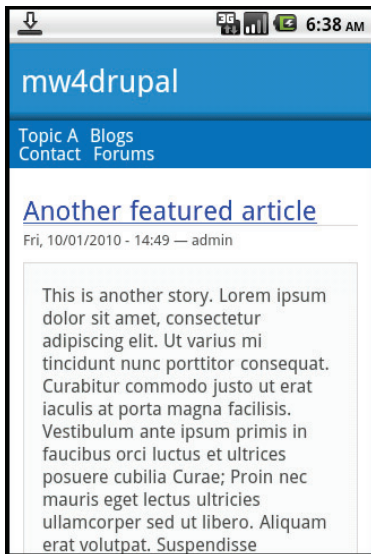 3G 6:38 AM
mw4drupal
Topic A Blogs
Contact Forums
Another featured article
Fri, 10/01/2010 - 14:49 — admin
This is another story. Lorem ipsum
dolor sit amet, consectetur
adipiscing elit. Ut varius mi
tincidunt nunc porttitor consequat.
Curabitur commodo justo ut erat
iaculis at porta magna facilisis.
Vestibulum ante ipsum primis in
faucibus orci luctus et ultrices
posuere cubilia Curae; Proin nec
mauris eget lectus ultricies
ullamcorper sed ut libero. Aliquam
erat volutpat. Suspendisse